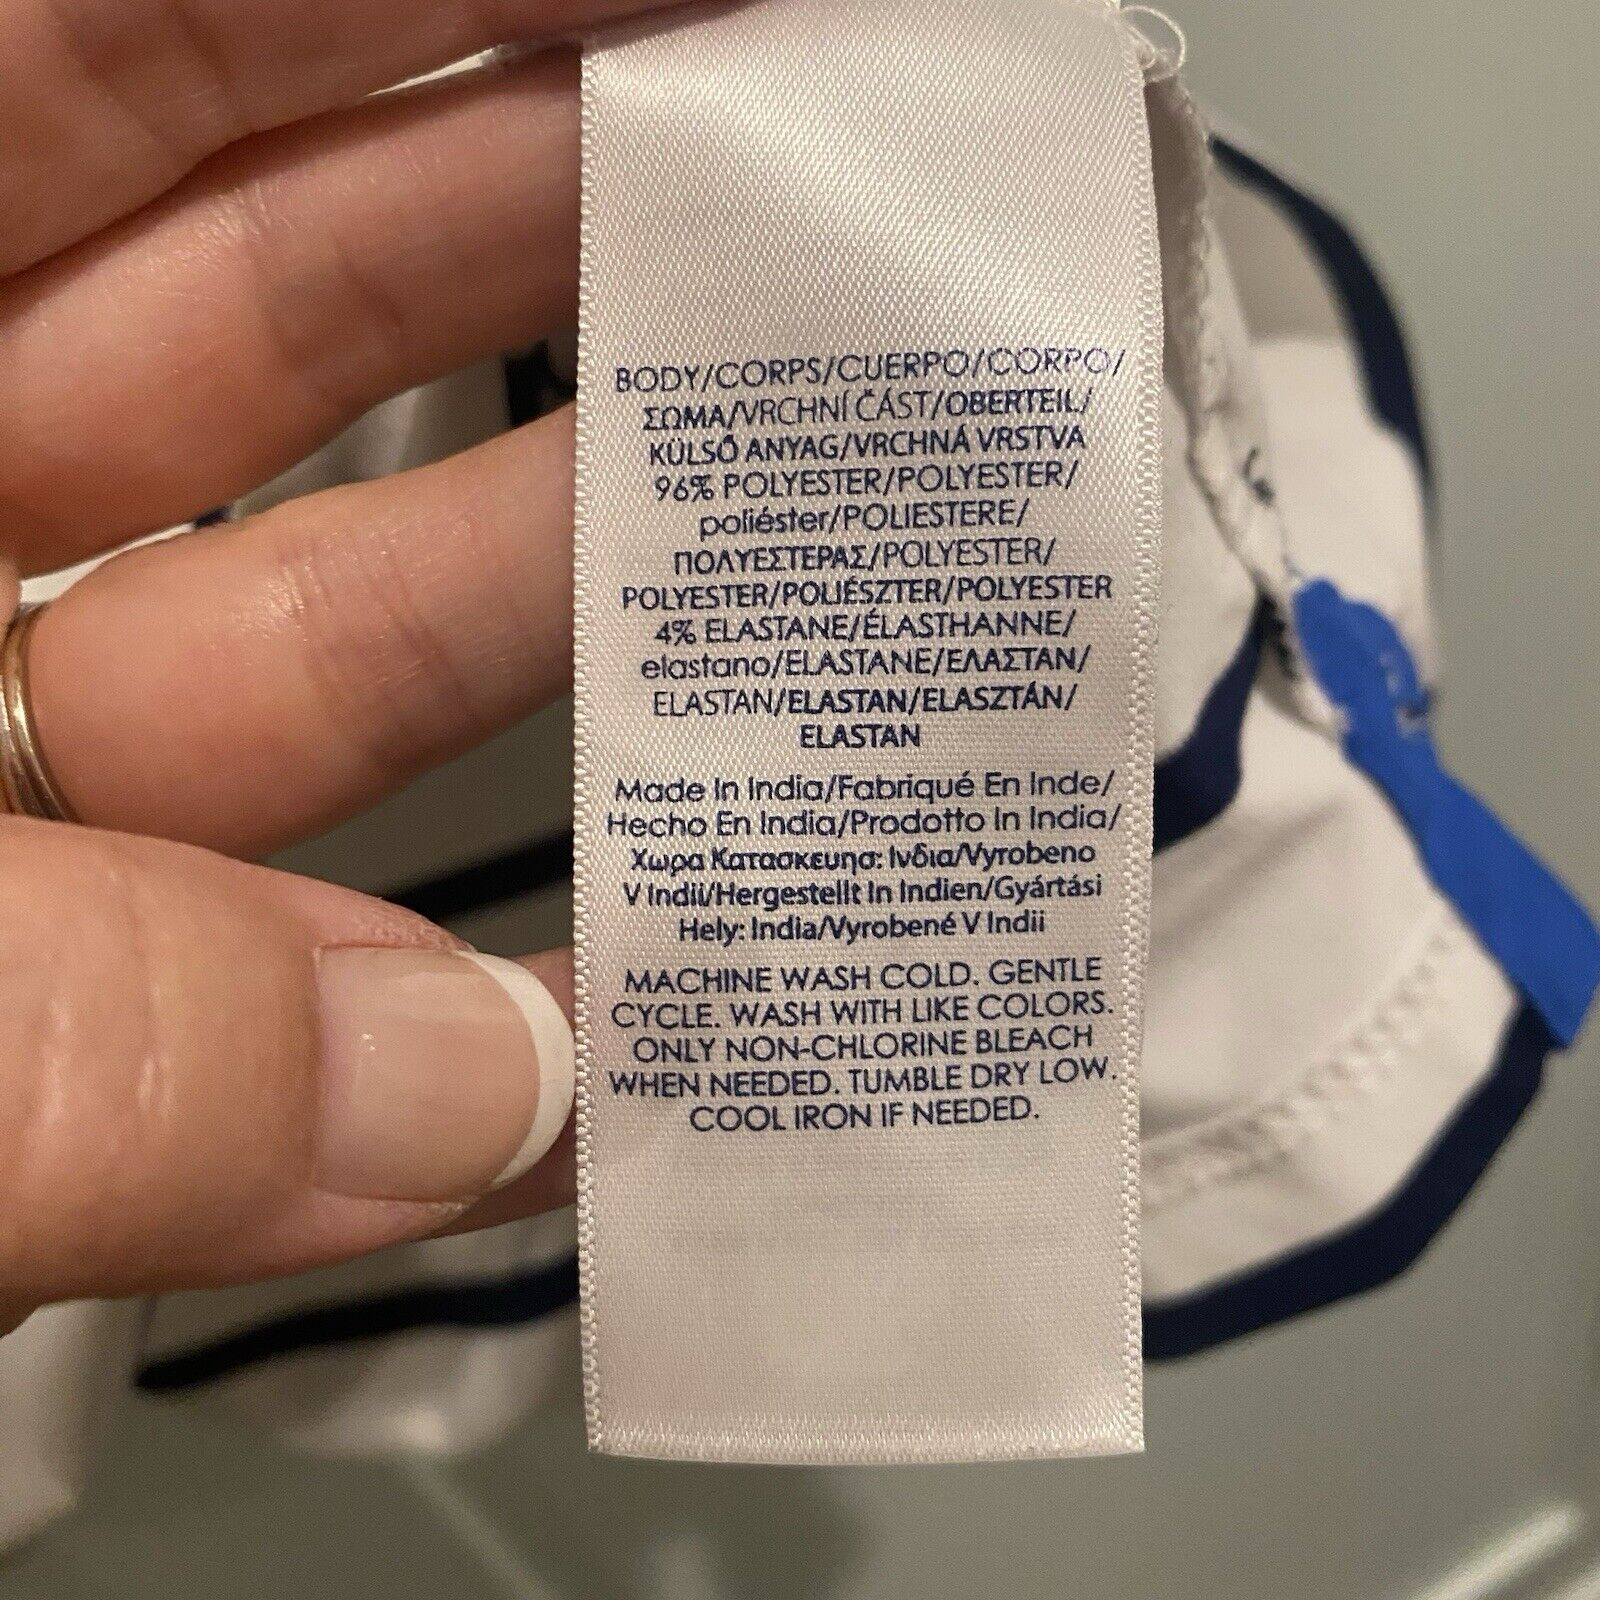 BODY/CORPS/CUERPO/CORPO/
ΣΩΜΑ/VRCHNÍ ČÁST/OBERTEIL/
KÜLSŐ ANYAG/VRCHNÁ VRSTVA
96% POLYESTER/POLYESTER/
poliéster/POLIESTERE/
ΠΟΛΥΕΣΤΕΡΑΣ/POLYESTER/
POLYESTER/POLIÉSZTER/POLYESTER
4% ELASTANE/ÉLASTHANNE/
elastano/ELASTANE/ΕΛΑΣΤΑΝ/
ELASTAN/ELASTAN/ELASZTÁN/
ELASTAN
Made In India/Fabriqué En Inde/
Hecho En India/Prodotto In India/
Χωρα Κατασκευησ: Ινδια/Vyrobeno
V Indii/Hergestellt In Indien/Gyártási
Hely: India/Vyrobené V Indii
MACHINE WASH COLD. GENTLE
CYCLE. WASH WITH LIKE COLORS.
ONLY NON-CHLORINE BLEACH
WHEN NEEDED. TUMBLE DRY LOW.
COOL IRON IF NEEDED.